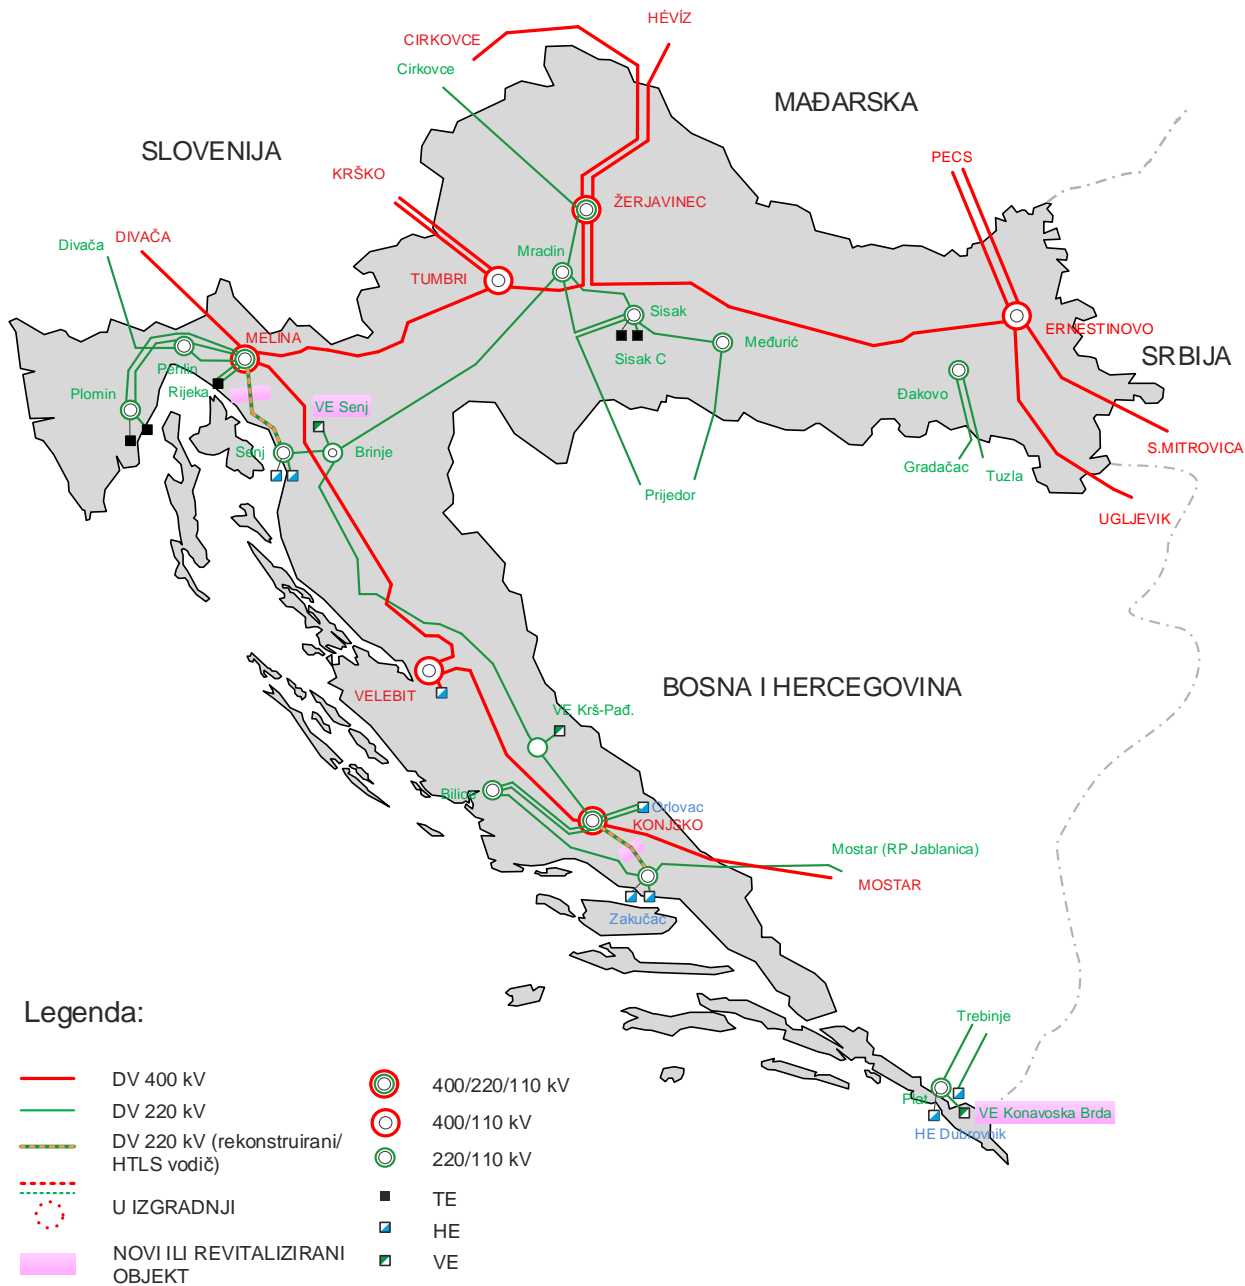 HÉVÍZ
CIRKOVCE
Cirkovce
MAĐARSKA
SLOVENIJA
PECS
KRŠKO
ŽERJAVINEC
DIVAČA
Divača
Mraclin
TUMBRI
Sisak
MELINA
ERNESTINOVO
Međurić
SRBIJA
Sisak C
Pehlin
Rijeka
Plomin
Đakovo
VE Senj
Senj
Brinje
S.MITROVICA
Gradačac
Tuzla
Prijedor
UGLJEVIK
BOSNA I HERCEGOVINA
VELEBIT
VE Krš-Pađ.
Bilice
Orlovac
KONJSKO
Mostar (RP Jablanica)
MOSTAR
Zakučac
Trebinje
Plat
VE Konavoska Brda
HE Dubrovnik
Legenda:
DV 400 kV
DV 220 kV
DV 220 kV (rekonstruirani/
HTLS vodič)
U IZGRADNJI
NOVI ILI REVITALIZIRANI
OBJEKT
400/220/110 kV
400/110 kV
220/110 kV
TE
HE
VE